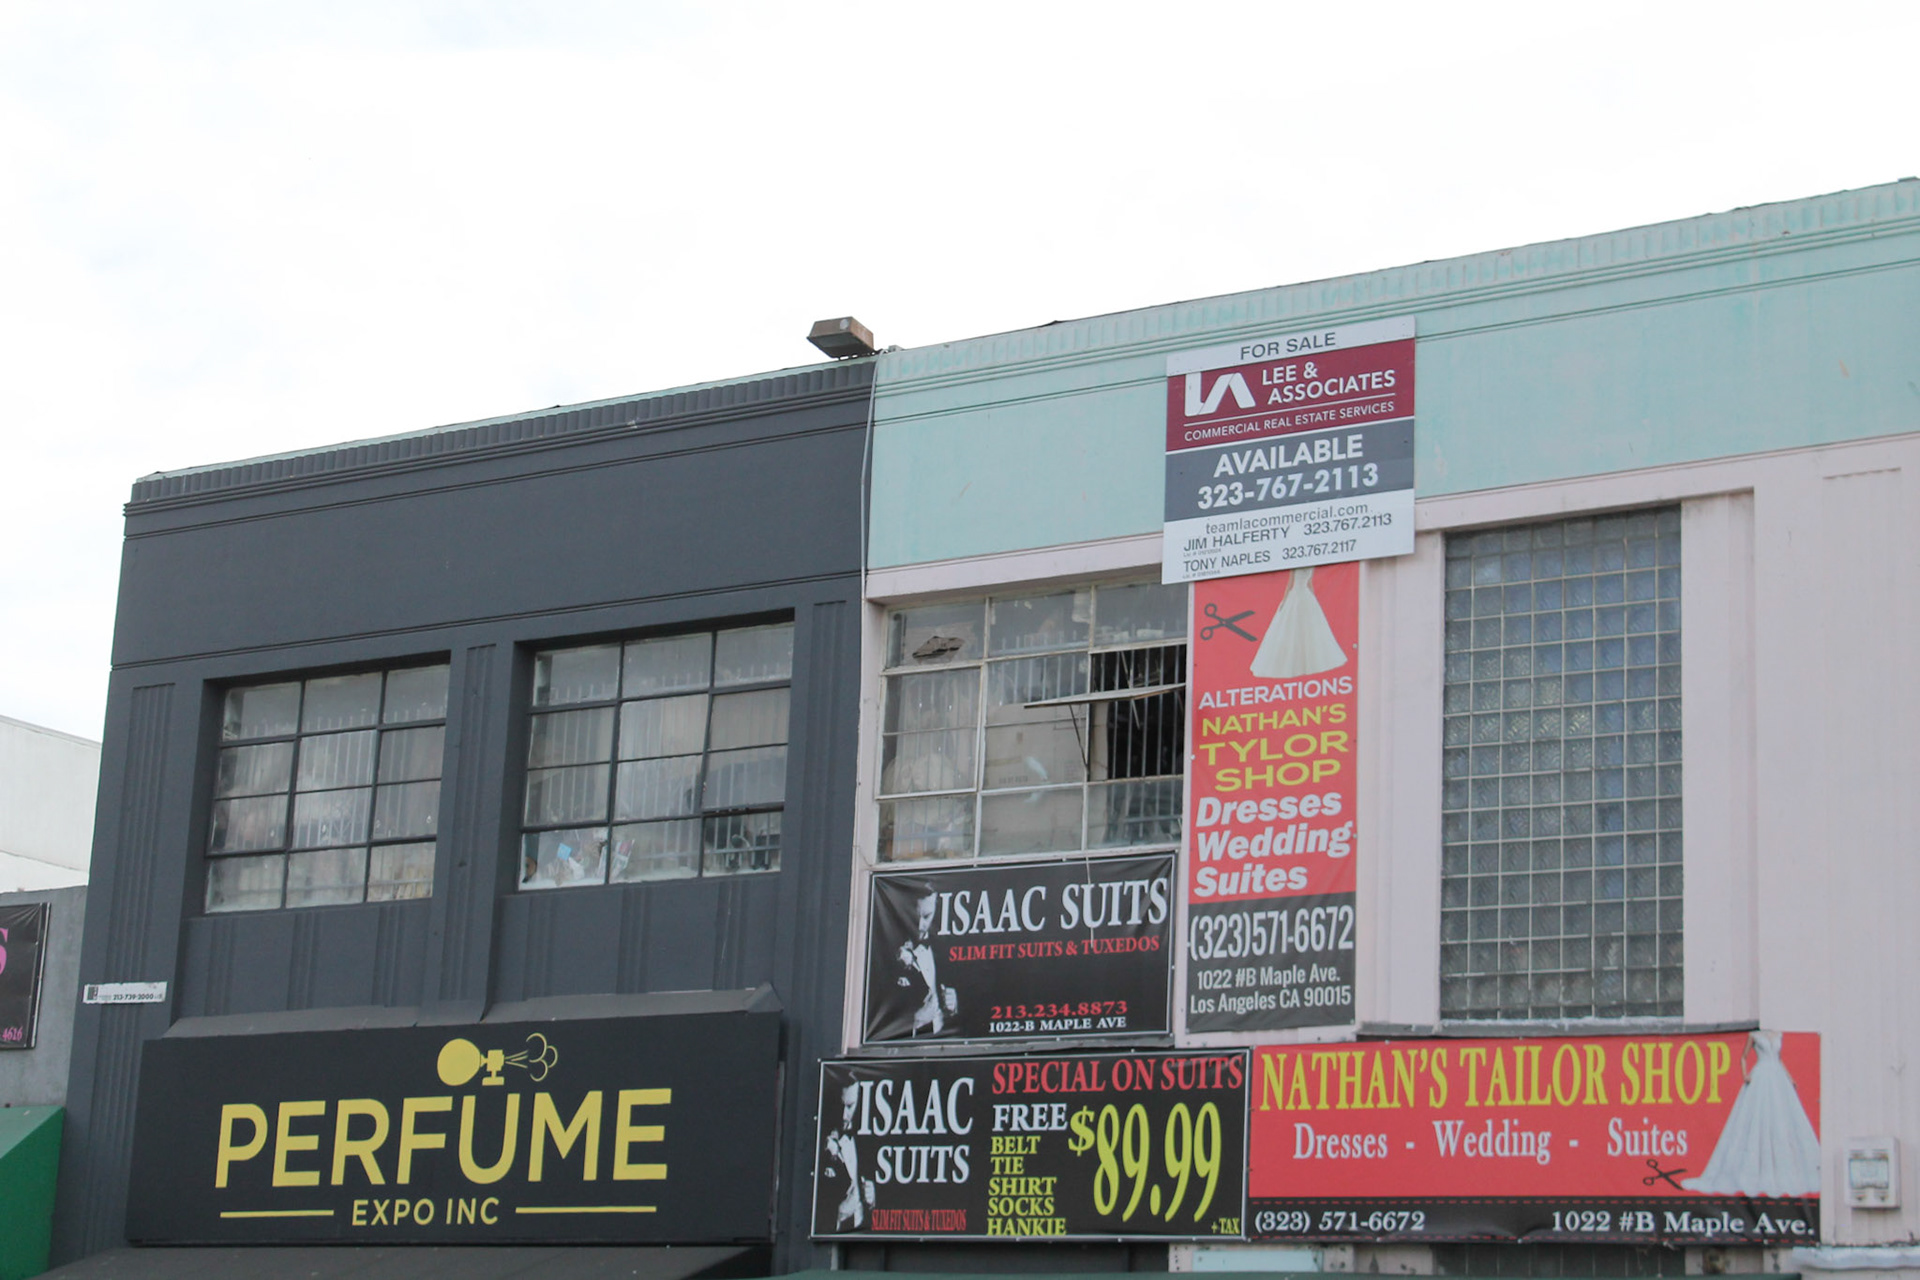 FOR SALE
LEE &
ASSOCIATES
COMMERCIAL REAL ESTATE SERVICES
AVAILABLE
323-767-2113
teamlacommercial.com
JIM HALFERTY 323.767.2113
TONY NAPLES 323.767.2117
ALTERATIONS
NATHAN'S
TYLOR
SHOP
Dresses
Wedding
Suites
(323)571-6672
1022 #B Maple Ave.
Los Angeles CA 90015
ISAAC SUITS
SLIM FIT SUITS & TUXEDOS
213.234.8873
1022-B MAPLE AVE
S
4616
213-739-2000
PERFUME
EXPO INC
ISAAC
SUITS
SLIM FIT SUITS & TUXEDOS
SPECIAL ON SUITS
FREE
BELT
TIE
SHIRT
SOCKS
HANKIE
$89.99
+TAX
NATHAN'S TAILOR SHOP
Dresses - Wedding - Suites
(323) 571-6672 1022 #B Maple Ave.